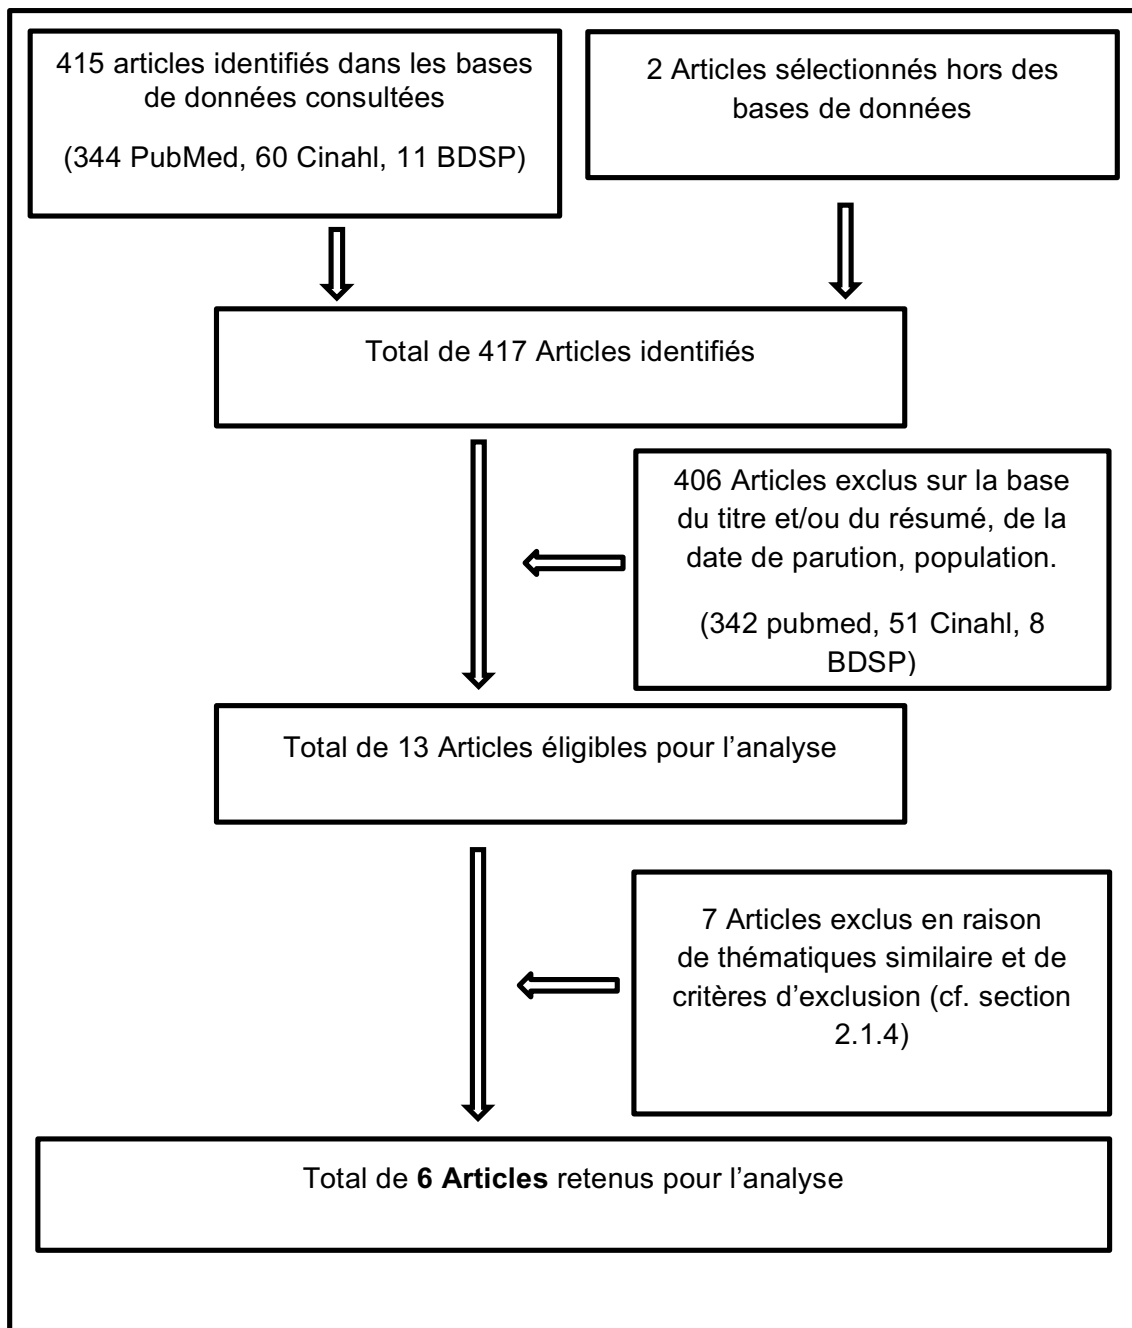 415 articles identifiés dans les bases
de données consultées
(344 PubMed, 60 Cinahl, 11 BDSP)
2 Articles sélectionnés hors des
bases de données
Total de 417 Articles identifiés
406 Articles exclus sur la base
du titre et/ou du résumé, de la
date de parution, population.
(342 pubmed, 51 Cinahl, 8
BDSP)
Total de 13 Articles éligibles pour l’analyse
7 Articles exclus en raison
de thématiques similaire et de
critères d’exclusion (cf. section
2.1.4)
Total de 6 Articles retenus pour l’analyse